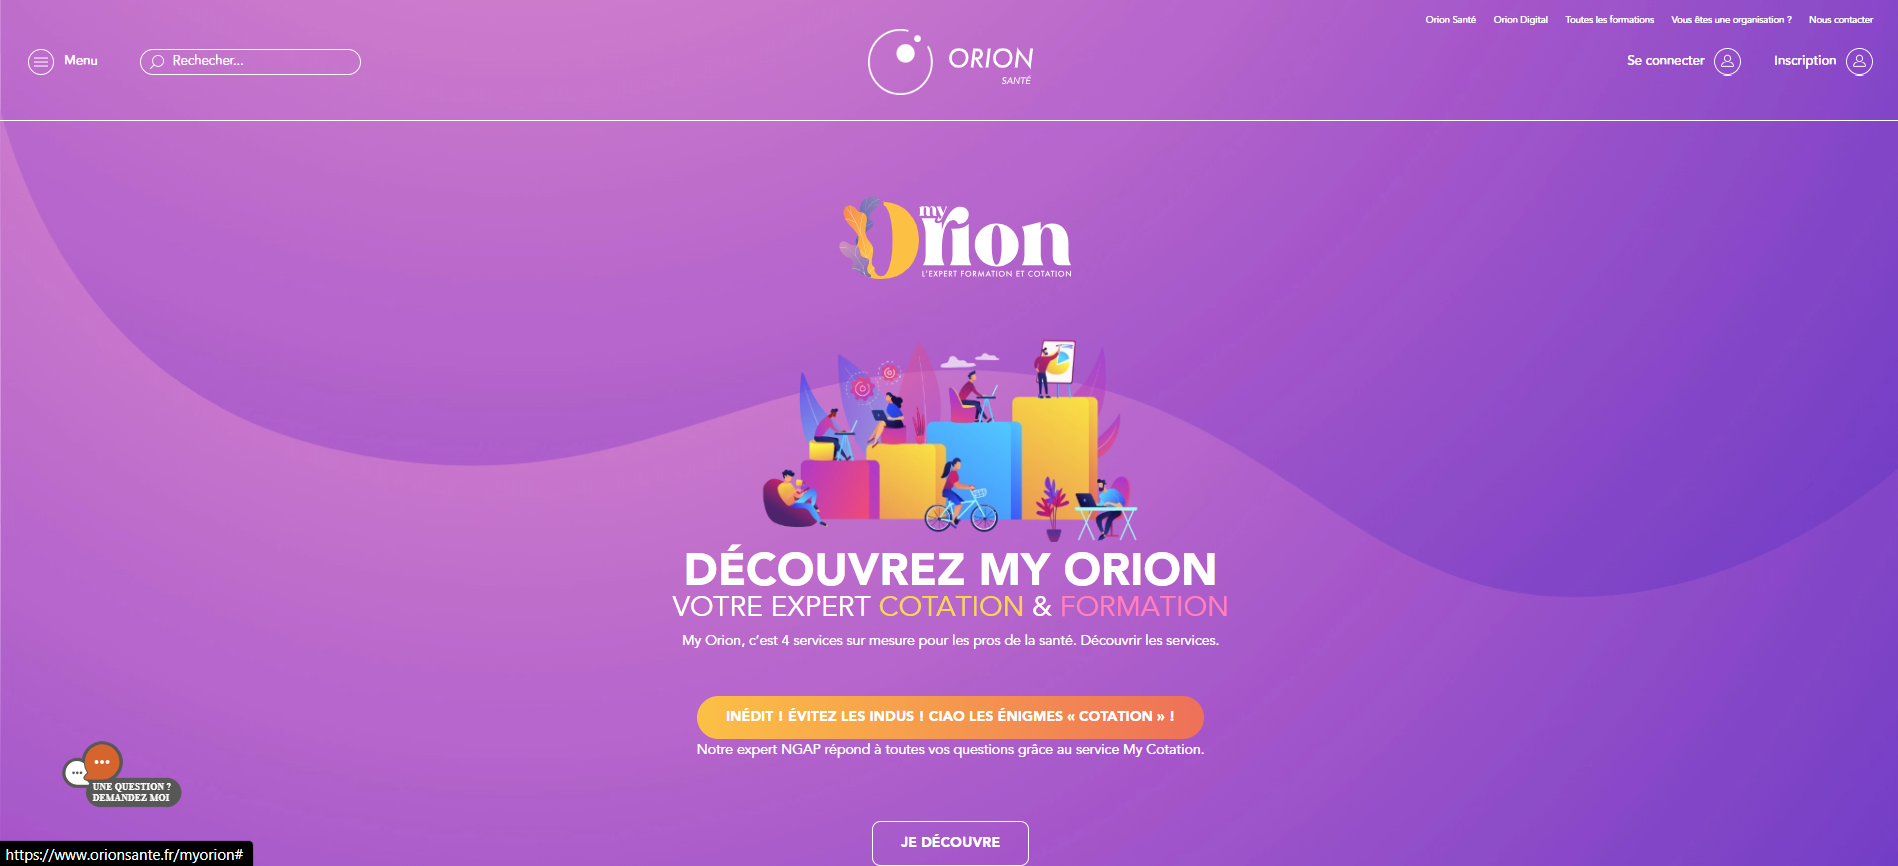 Orion Santé Orion Digital Toutes les formations Vous êtes une organisation ? Nous contacter
Menu
Rechecher...
ORION
SANTÉ
Se connecter
Inscription
my
Orion
L'EXPERT FORMATION ET COTATION
DÉCOUVREZ MY ORION
VOTRE EXPERT COTATION & FORMATION
My Orion, c’est 4 services sur mesure pour les pros de la santé. Découvrir les services.
INÉDIT ! ÉVITEZ LES INDUS ! CIAO LES ÉNIGMES « COTATION » !
Notre expert NGAP répond à toutes vos questions grâce au service My Cotation.
UNE QUESTION ?
DEMANDEZ MOI
JE DÉCOUVRE
https://www.orionsante.fr/myorion#